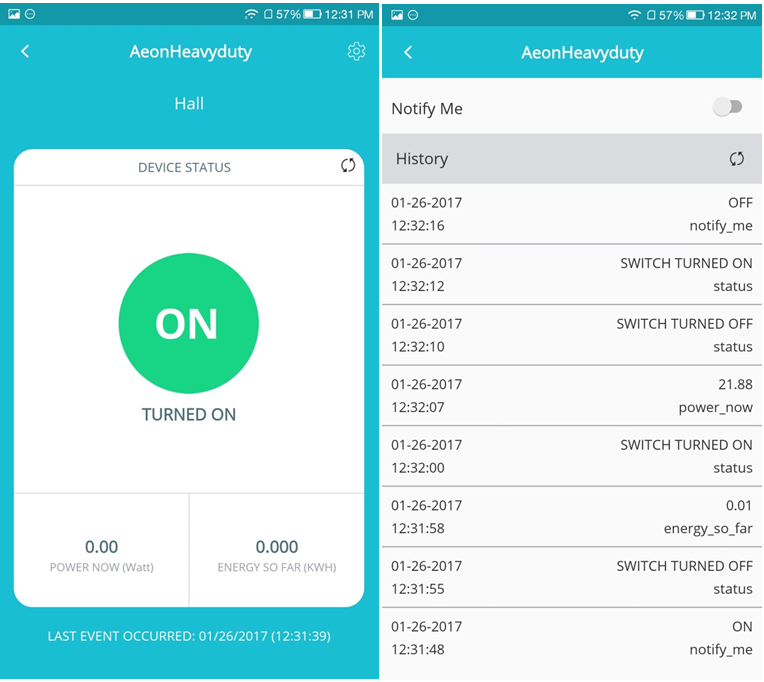 57% 12:31 PM
AeonHeavyduty
Hall
DEVICE STATUS
ON
TURNED ON
0.00
POWER NOW (Watt)
0.000
ENERGY SO FAR (KWH)
LAST EVENT OCCURRED: 01/26/2017 (12:31:39)
57% 12:32 PM
AeonHeavyduty
Notify Me
History
01-26-2017 OFF
12:32:16 notify_me
01-26-2017 SWITCH TURNED ON
12:32:12 status
01-26-2017 SWITCH TURNED OFF
12:32:10 status
01-26-2017 21.88
12:32:07 power_now
01-26-2017 SWITCH TURNED ON
12:32:00 status
01-26-2017 0.01
12:31:58 energy_so_far
01-26-2017 SWITCH TURNED OFF
12:31:55 status
01-26-2017 ON
12:31:48 notify_me